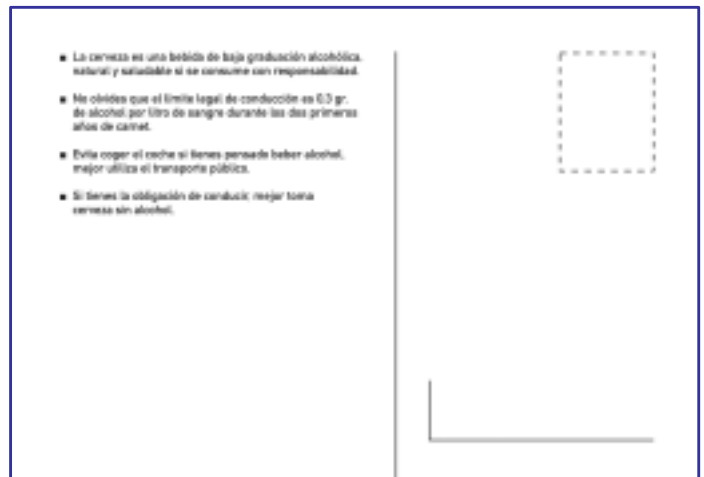 ■ La cerveza es una bebida de baja graduación alcohólica,
natural y saludable si se consume con responsabilidad.
■ No olvides que el límite legal de conducción es 0,3 gr.
de alcohol por litro de sangre durante los dos primeros
años de carnet.
■ Evita coger el coche si tienes pensado beber alcohol,
mejor utiliza el transporte público.
■ Si tienes la obligación de conducir, mejor toma
cerveza sin alcohol.